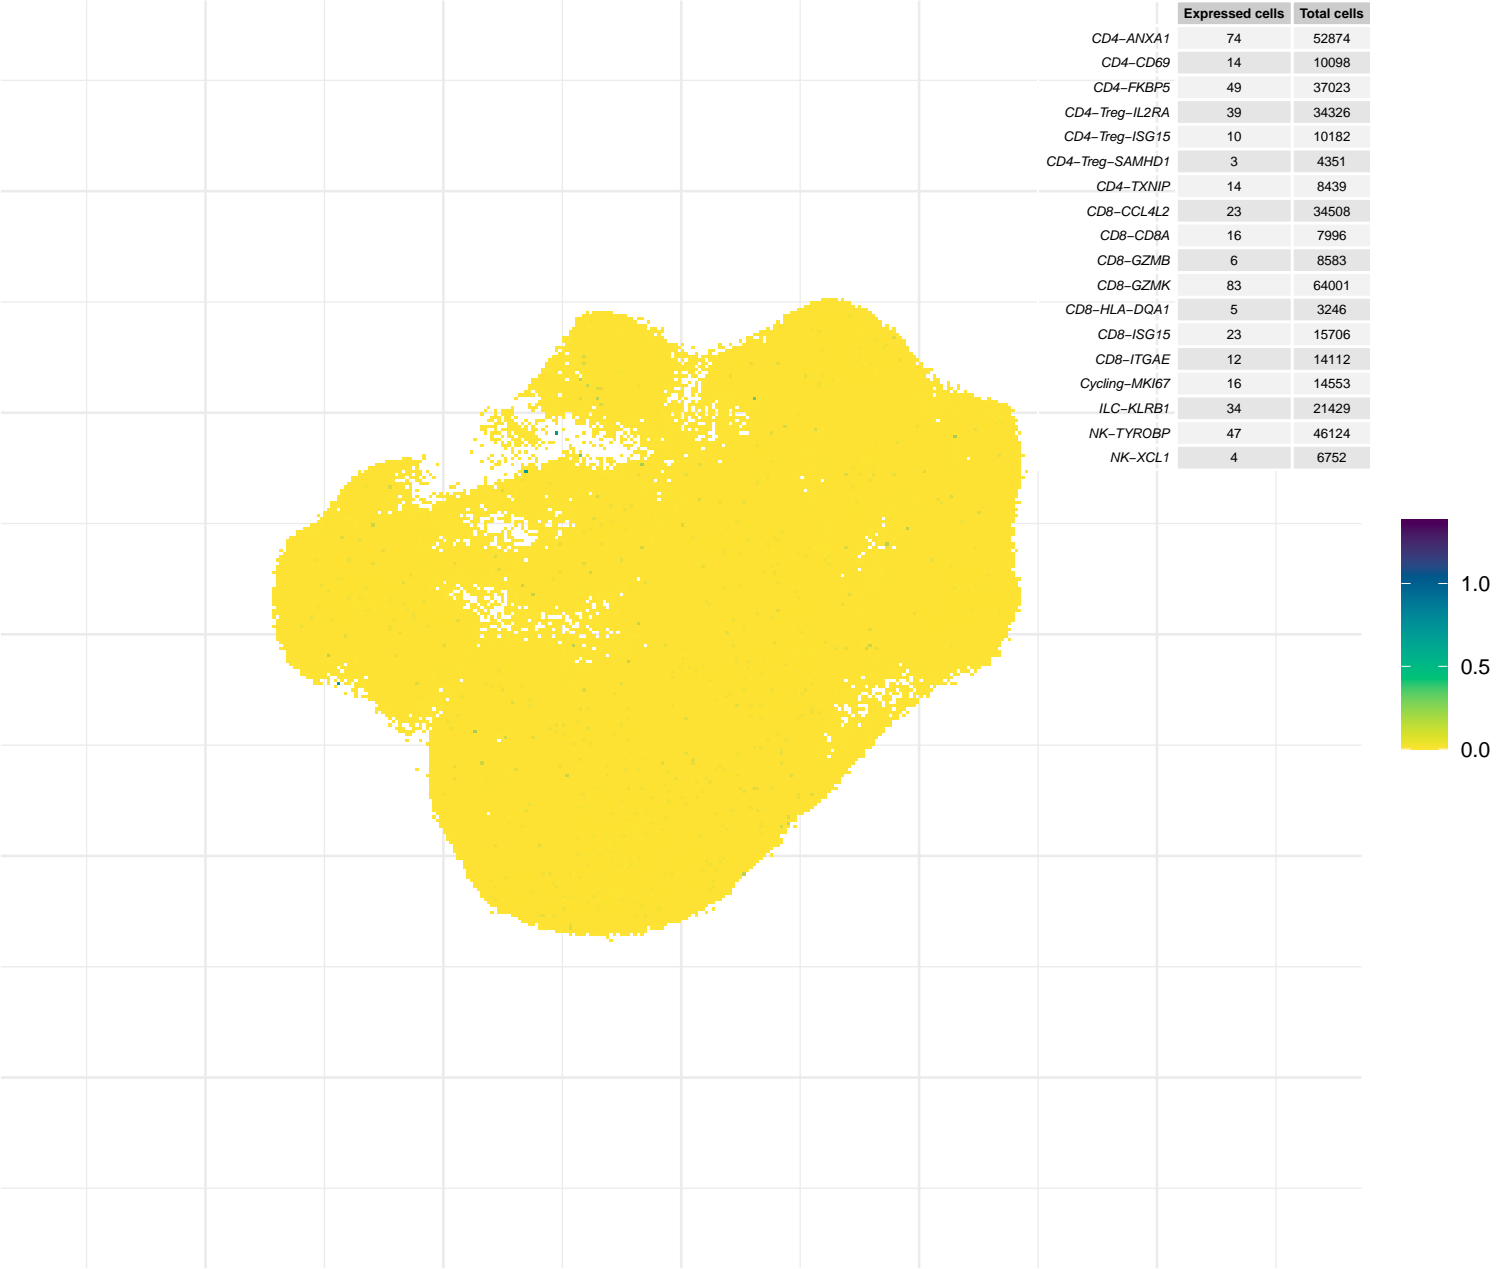 Expressed cells Total cells
CD4−ANXA1 74 52874
CD4−CD69 14 10098
CD4−FKBP5 49 37023
CD4−Treg−IL2RA 39 34326
CD4−Treg−ISG15 10 10182
CD4−Treg−SAMHD1 3 4351
CD4−TXNIP 14 8439
CD8−CCL4L2 23 34508
CD8−CD8A 16 7996
CD8−GZMB 6 8583
CD8−GZMK 83 64001
CD8−HLA−DQA1 5 3246
CD8−ISG15 23 15706
CD8−ITGAE 12 14112
Cycling−MKI67 16 14553
ILC−KLRB1 34 21429
NK−TYROBP 47 46124
NK−XCL1 4 6752
1.0
0.5
0.0